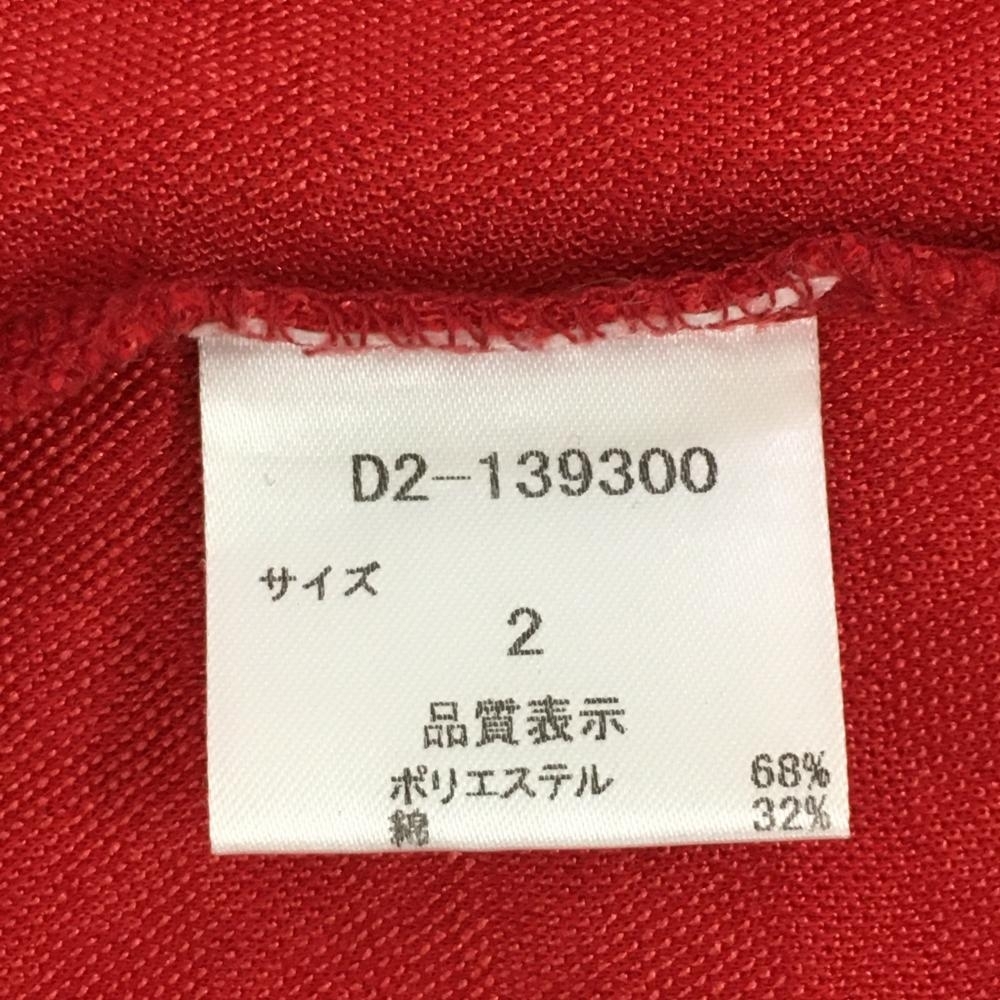 D2-139300
サイズ
2
品質表示
ポリエステル 68%
綿 32%